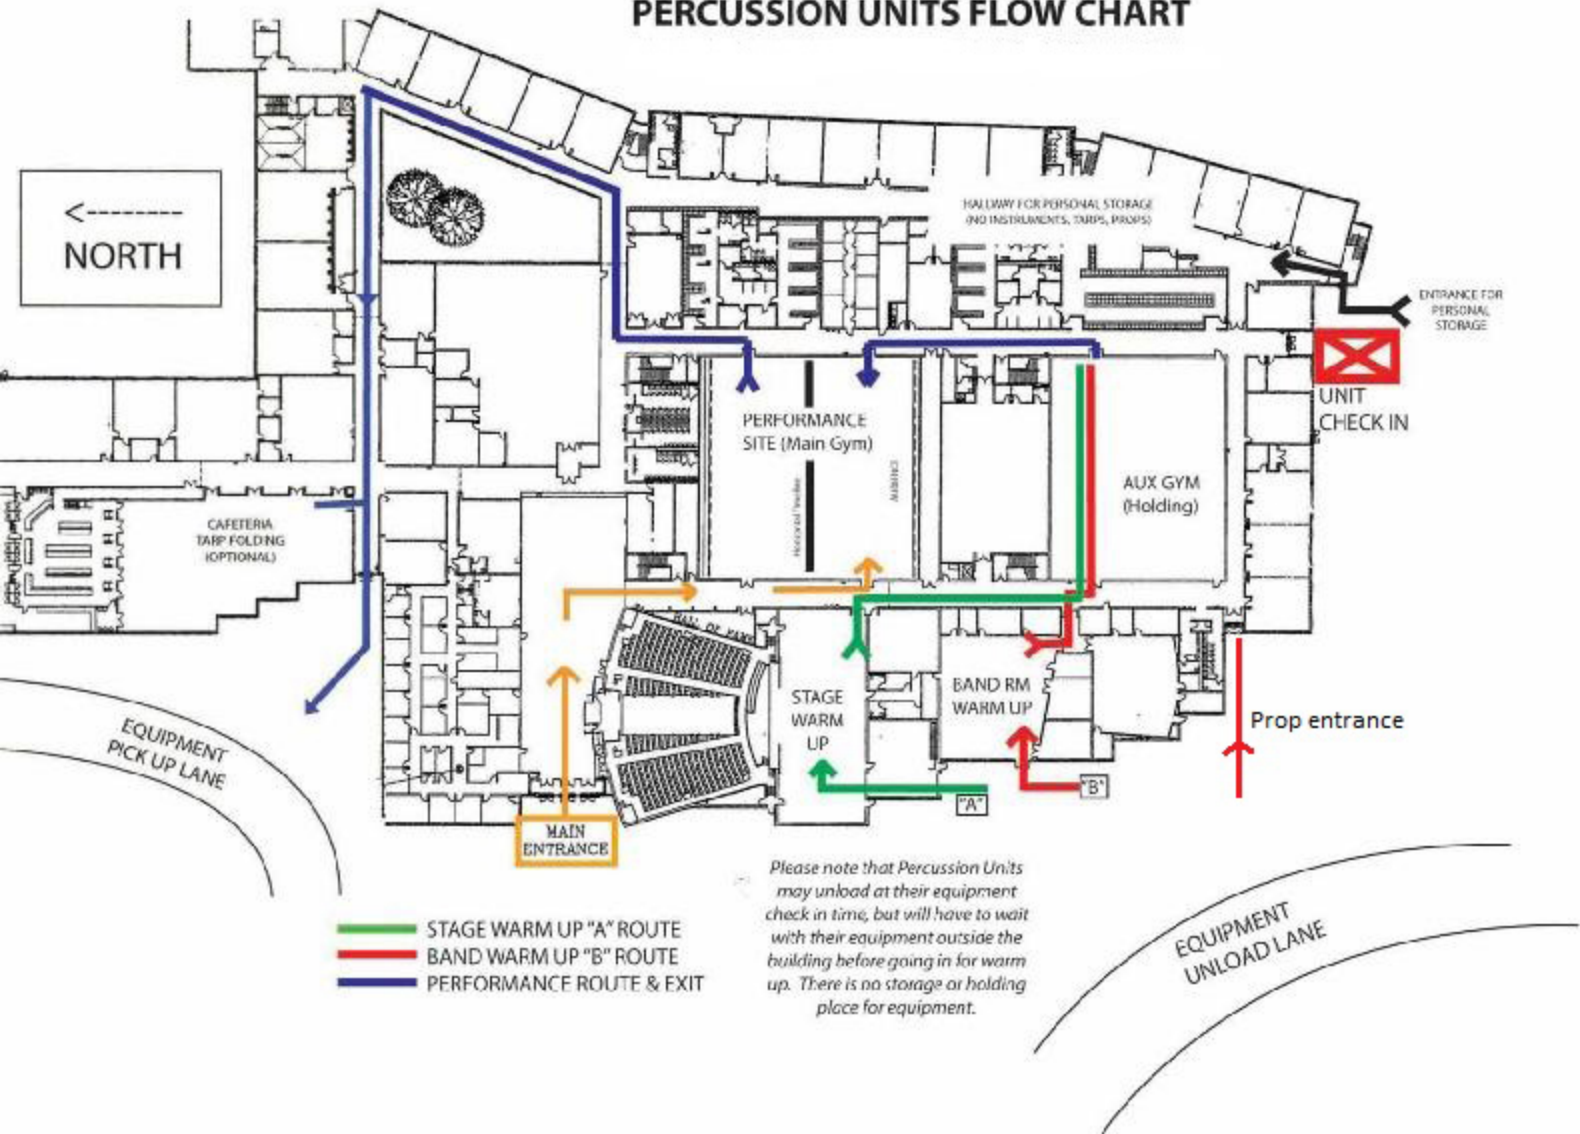 PERCUSSION UNITS FLOW CHART
NORTH
HALLWAY FOR PERSONAL STORAGE
(NO INSTRUMENTS, TARPS, PROPS)
ENTRANCE FOR
PERSONAL
STORAGE
UNIT
CHECK IN
PERFORMANCE
SITE (Main Gym)
AUX GYM
(Holding)
CAFETERIA
TARP FOLDING
(OPTIONAL)
HALL OF FAME
STAGE
WARM
UP
BAND RM
WARM UP
Prop entrance
"A"
"B"
EQUIPMENT
PICK UP LANE
MAIN
ENTRANCE
Please note that Percussion Units
may unload at their equipment
check in time, but will have to wait
with their equipment outside the
building before going in for warm
up. There is no storage or holding
place for equipment.
STAGE WARM UP "A" ROUTE
BAND WARM UP "B" ROUTE
PERFORMANCE ROUTE & EXIT
EQUIPMENT
UNLOAD LANE